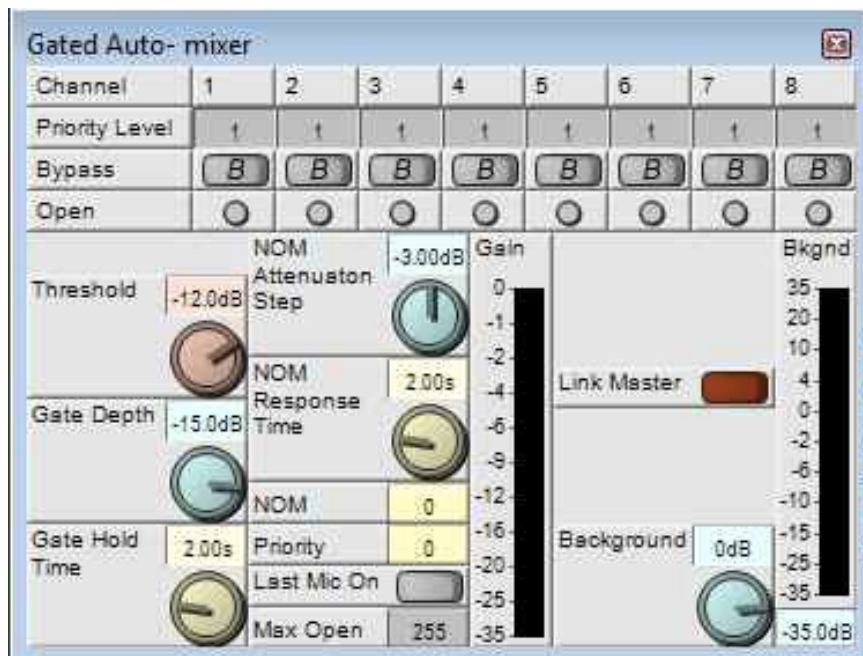 Gated Auto- mixer
Channel 1 2 3 4 5 6 7 8
Priority Level t t t t t t t t
Bypass B B B B B B B B
Open
Threshold -12.0dB
Gate Depth -15.0dB
Gate Hold Time 2.00s
NOM Attenuaton Step -3.00dB
NOM Response Time 2.00s
NOM 0
Priority 0
Last Mic On
Max Open 255
Gain
0
-1
-2
-4
-6
-9
-12
-16
-20
-25
-35
Link Master
Background 0dB
Bkgnd
35
20
10
4
0
-2
-6
-10
-15
-25
-35
-35.0dB